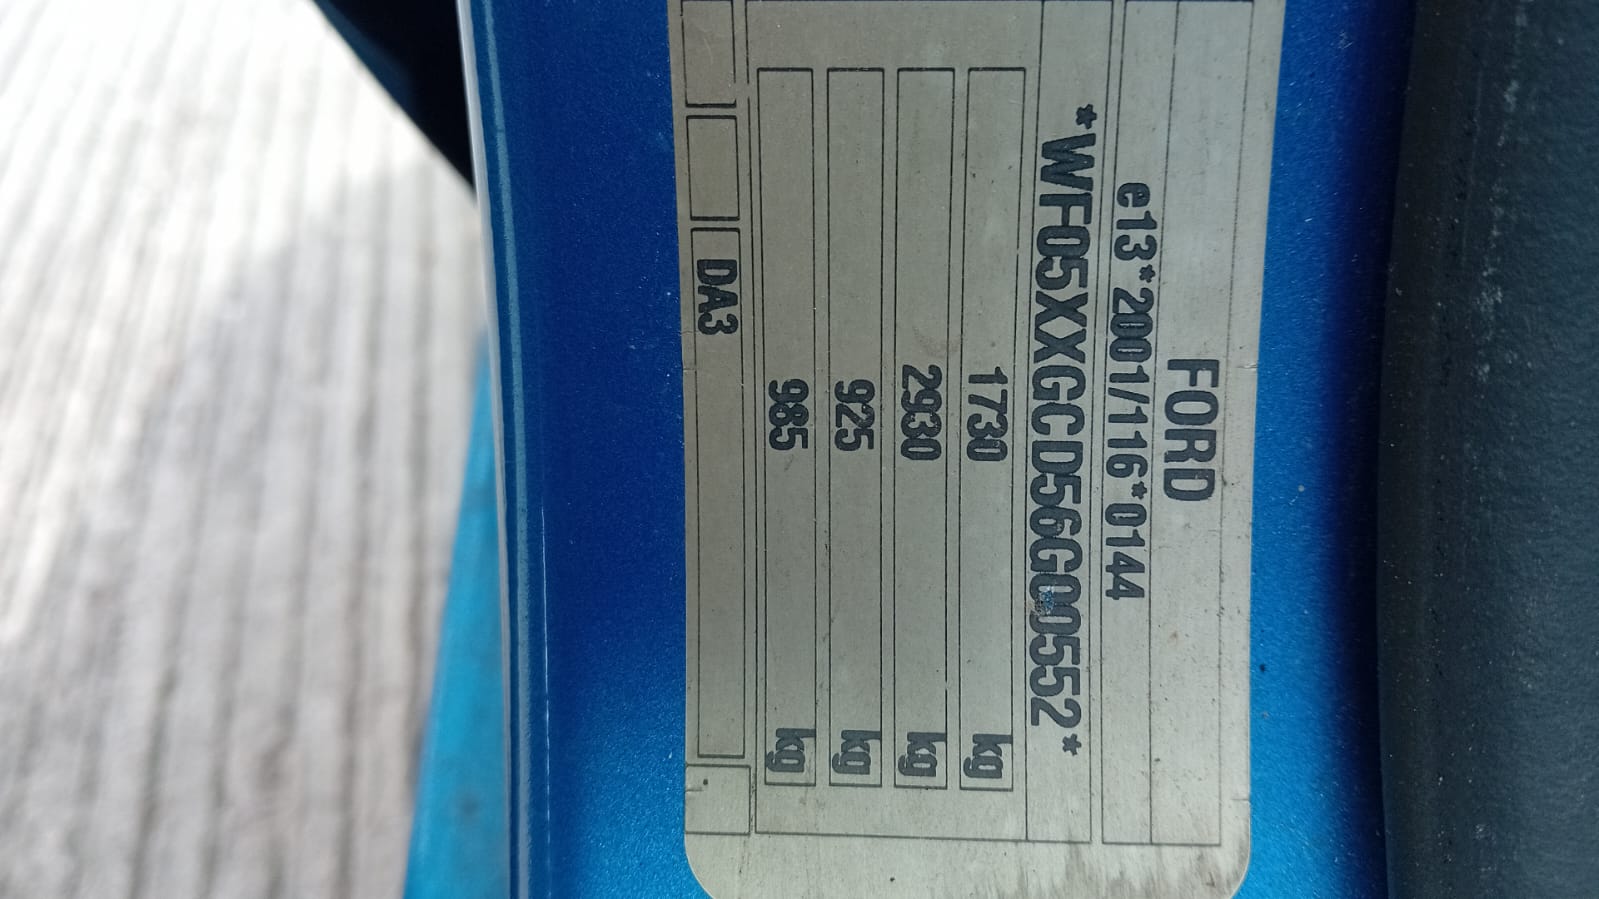 FORD
e13*2001/116*0144
*WF05XXGCD56G00552*
1730 kg
2930 kg
925 kg
985 kg
DA3